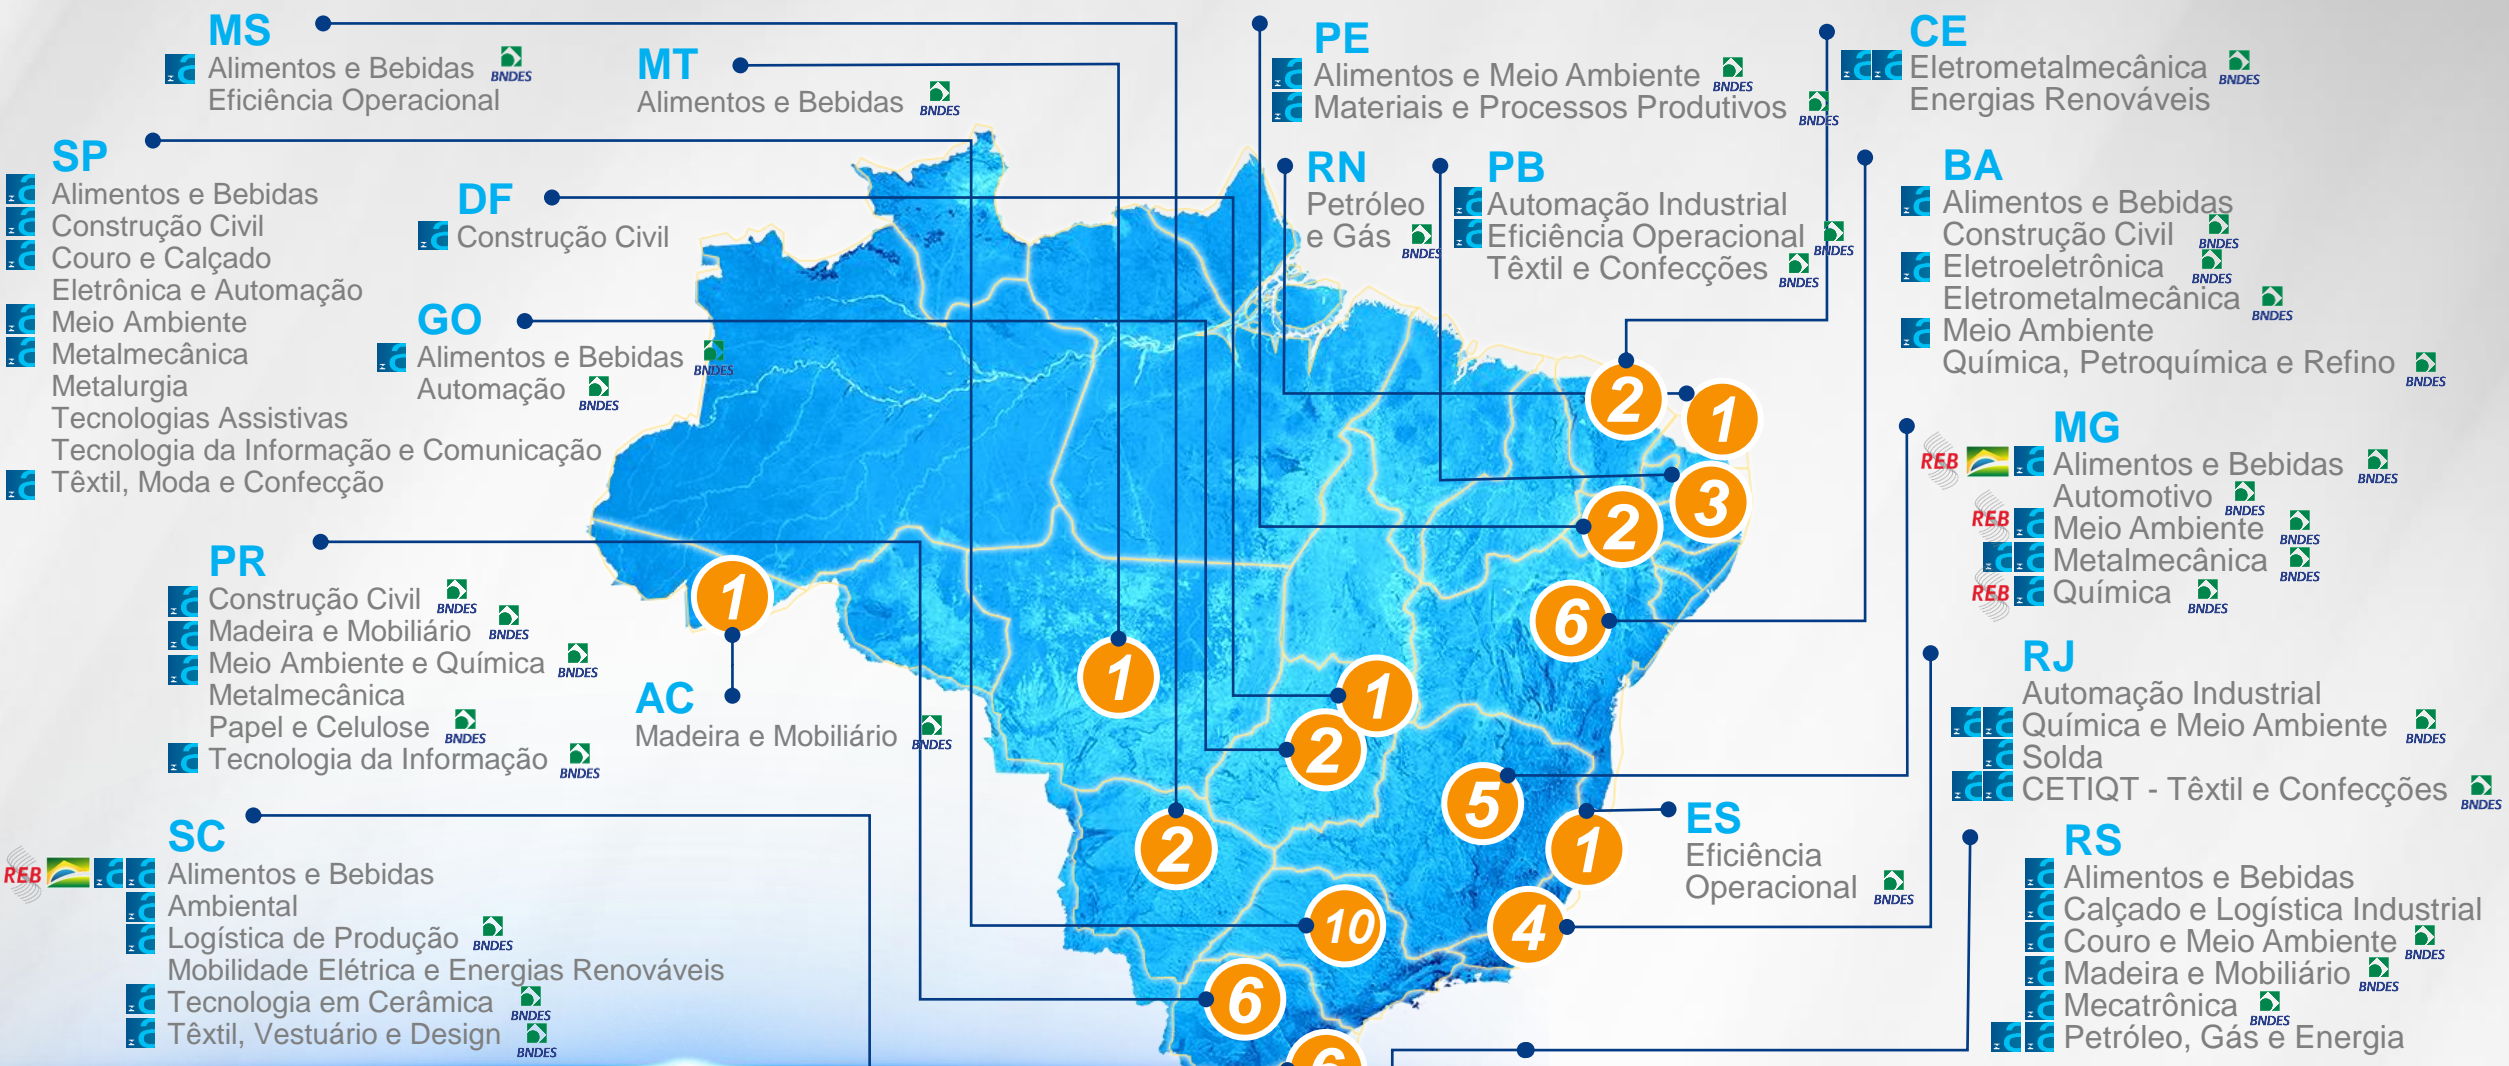 MS
Alimentos e Bebidas BNDES
Eficiência Operacional
MT
Alimentos e Bebidas BNDES
PE
Alimentos e Meio Ambiente BNDES
Materiais e Processos Produtivos BNDES
CE
Eletrometalmecânica BNDES
Energias Renováveis
SP
Alimentos e Bebidas
Construção Civil
Couro e Calçado
Eletrônica e Automação
Meio Ambiente
Metalmecânica
Metalurgia
Tecnologias Assistivas
Tecnologia da Informação e Comunicação
Têxtil, Moda e Confecção
DF
Construção Civil
GO
Alimentos e Bebidas BNDES
Automação BNDES
RN
Petróleo
e Gás BNDES
PB
Automação Industrial
Eficiência Operacional BNDES
Têxtil e Confecções BNDES
BA
Alimentos e Bebidas
Construção Civil BNDES
Eletroeletrônica BNDES
Eletrometalmecânica BNDES
Meio Ambiente
Química, Petroquímica e Refino BNDES
MG
REB Alimentos e Bebidas BNDES
Automotivo BNDES
REB Meio Ambiente BNDES
Metalmecânica BNDES
REB Química BNDES
PR
Construção Civil BNDES
Madeira e Mobiliário BNDES
Meio Ambiente e Química BNDES
Metalmecânica
Papel e Celulose BNDES
Tecnologia da Informação BNDES
AC
Madeira e Mobiliário BNDES
RJ
Automação Industrial
Química e Meio Ambiente BNDES
Solda
CETIQT - Têxtil e Confecções BNDES
SC
REB Alimentos e Bebidas
Ambiental
Logística de Produção BNDES
Mobilidade Elétrica e Energias Renováveis
Tecnologia em Cerâmica BNDES
Têxtil, Vestuário e Design BNDES
ES
Eficiência
Operacional BNDES
RS
Alimentos e Bebidas
Calçado e Logística Industrial
Couro e Meio Ambiente BNDES
Madeira e Mobiliário BNDES
Mecatrônica BNDES
Petróleo, Gás e Energia
2
1
3
2
1
6
1
1
2
5
2
1
10
4
6
6